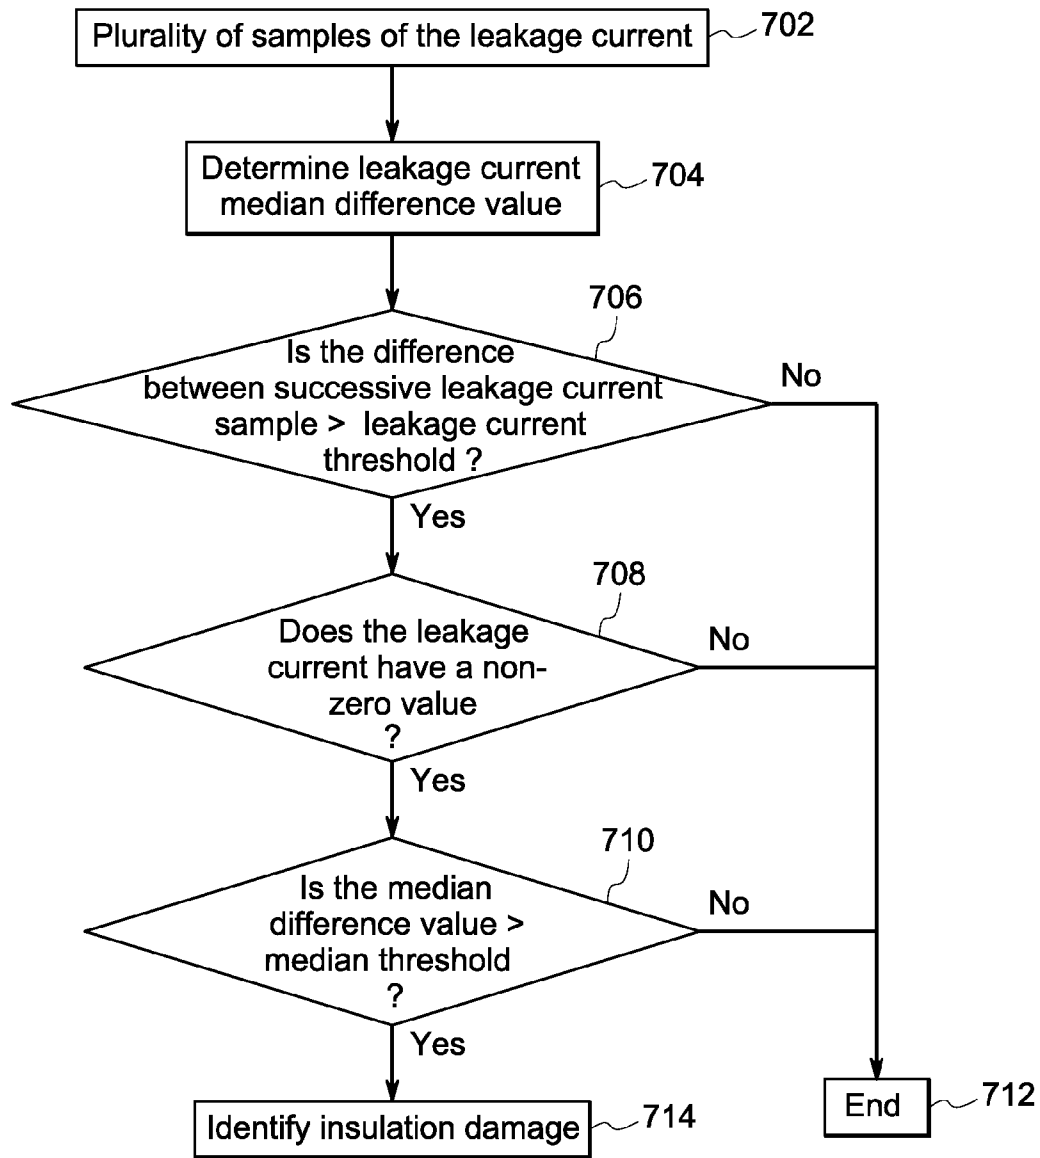 Plurality of samples of the leakage current
702
Determine leakage current
median difference value
704
706
Is the difference
between successive leakage current
sample > leakage current
threshold ?
No
Yes
708
Does the leakage
current have a non-
zero value
?
No
Yes
710
Is the median
difference value >
median threshold
?
No
Yes
Identify insulation damage
714
End
712